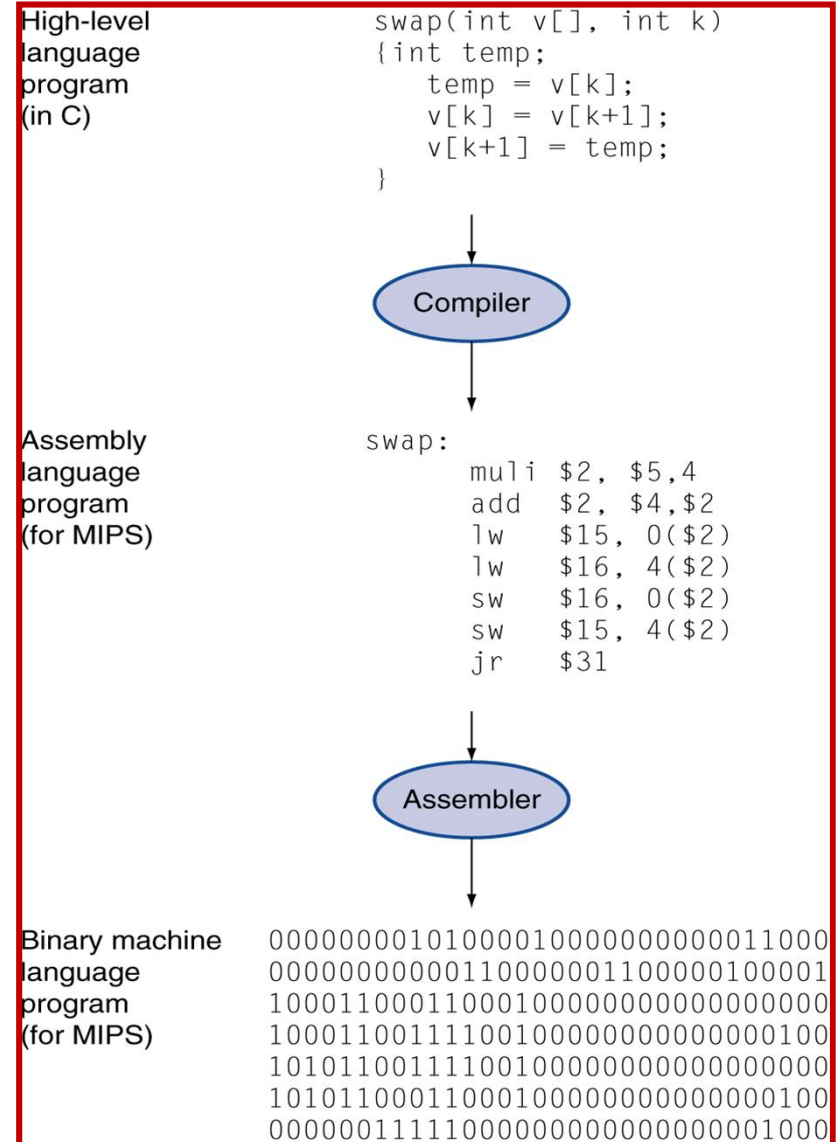 High-level
language
program
(in C)
swap(int v[], int k)
{int temp;
temp = v[k];
v[k] = v[k+1];
v[k+1] = temp;
}
Compiler
Assembly
language
program
(for MIPS)
swap:
muli $2, $5,4
add $2, $4,$2
lw $15, 0($2)
lw $16, 4($2)
sw $16, 0($2)
sw $15, 4($2)
jr $31
Assembler
Binary machine
language
program
(for MIPS)
00000000101000010000000000011000
00000000000110000001100000100001
10001100011000100000000000000000
10001100111100100000000000000100
10101100111100100000000000000000
10101100011000100000000000000100
00000011111000000000000000001000